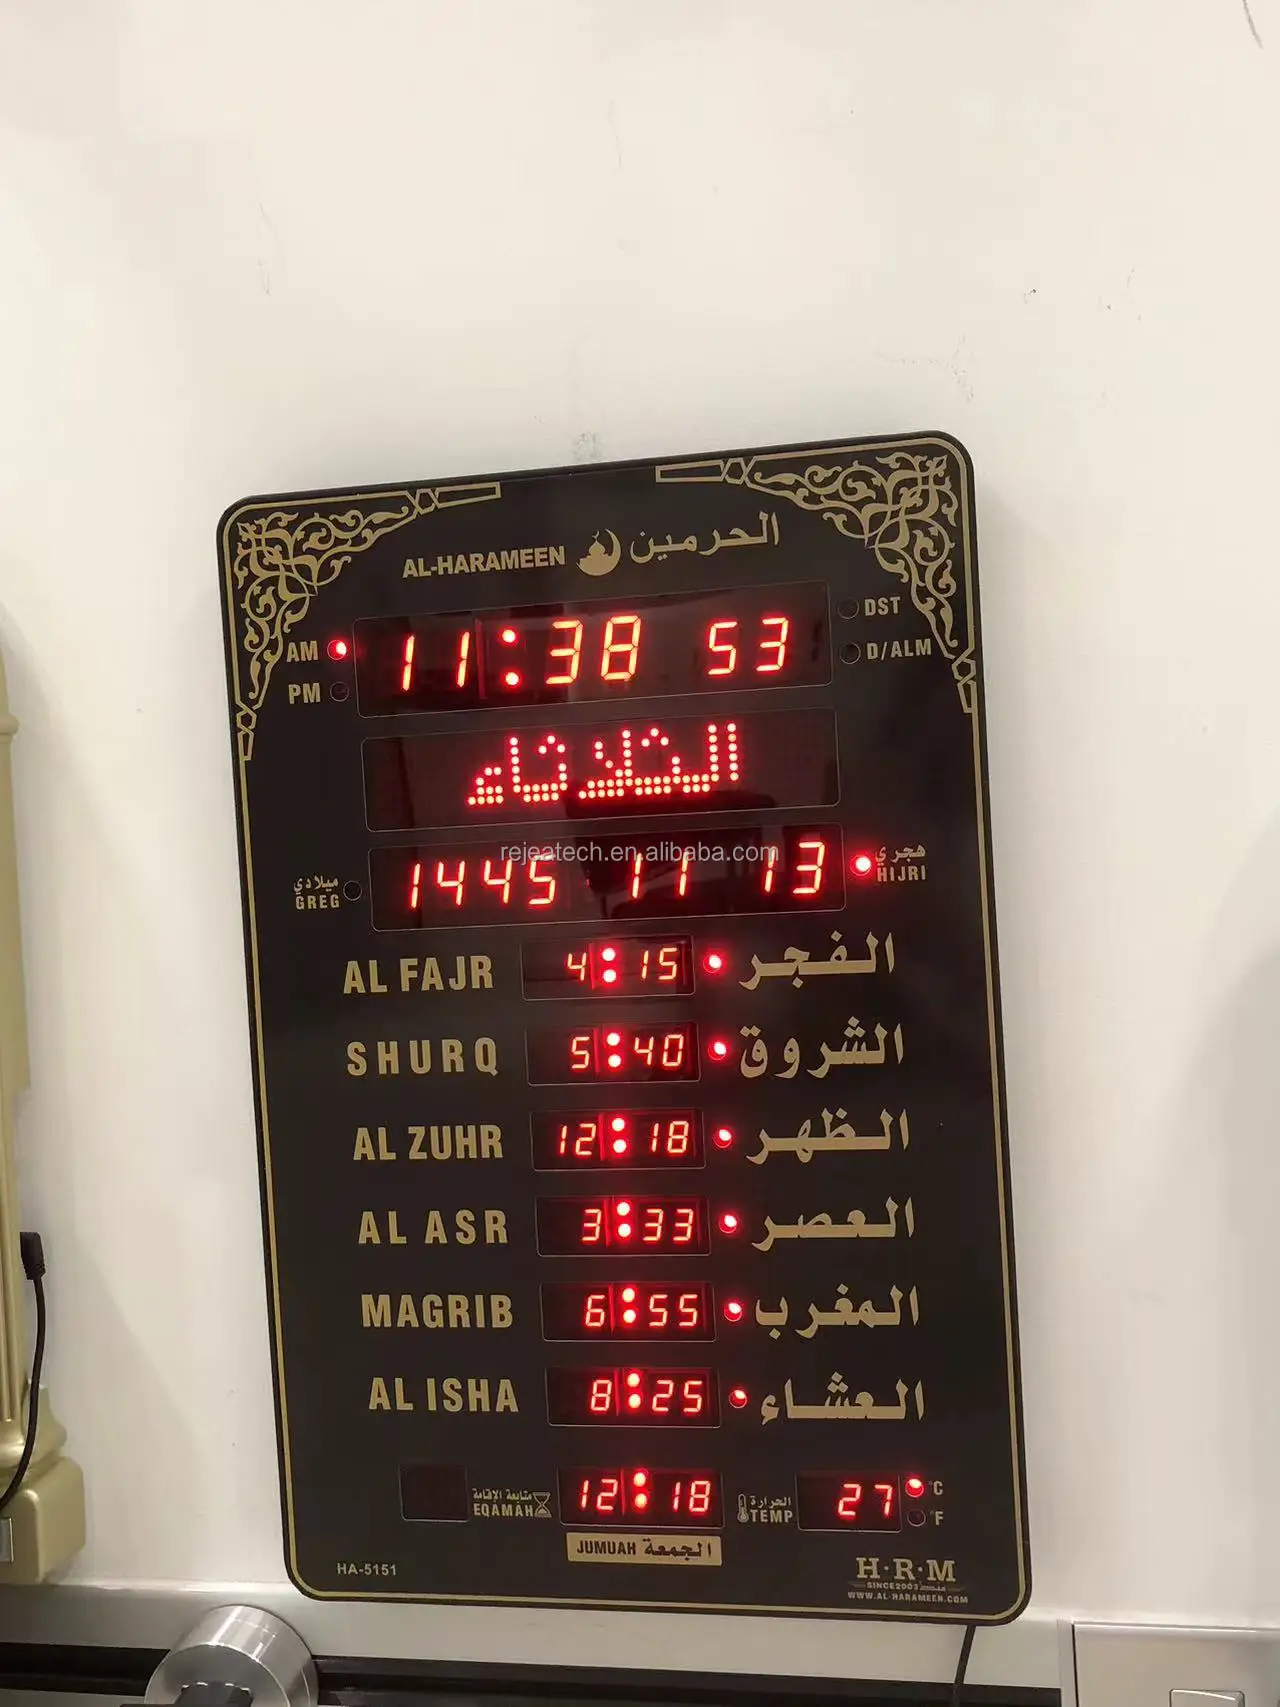 AL-HARAMEEN الحرمين
AM
PM
11:38 53
DST
D/ALM
الثلاثاء
rejeatech.en.alibaba.com
ميلادي
GREG
1445 11 13
هجري
HIJRI
AL FAJR 4:15 الفجر
SHURQ 5:40 الشروق
AL ZUHR 12:18 الظهر
AL ASR 3:33 العصر
MAGRIB 6:55 المغرب
AL ISHA 8:25 العشاء
متابعة الإقامة
EQAMAH
12:18
الحرارة
TEMP
27
°C
°F
JUMUAH الجمعة
HA-5151
H·R·M
SINCE2003
WWW.AL-HARAMEEN.COM